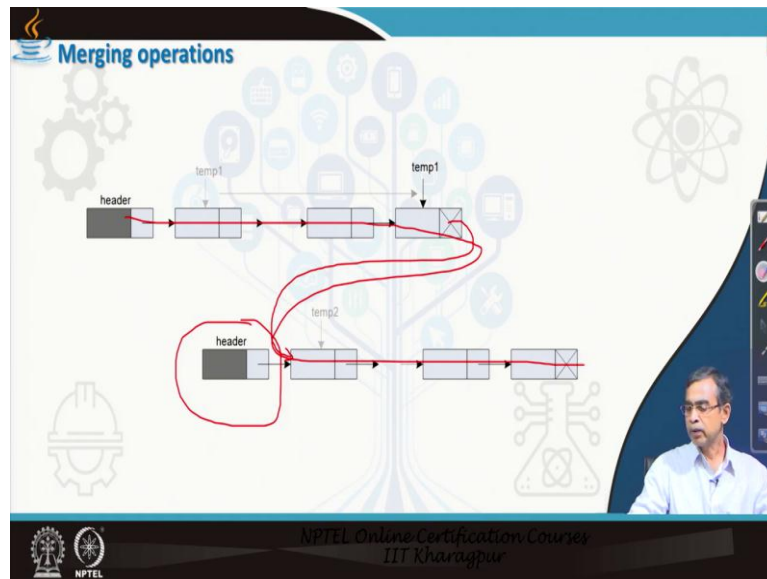 Merging operations
temp1
temp1
header
temp2
header
NPTEL Online Certification Courses
IIT Kharagpur
NPTEL